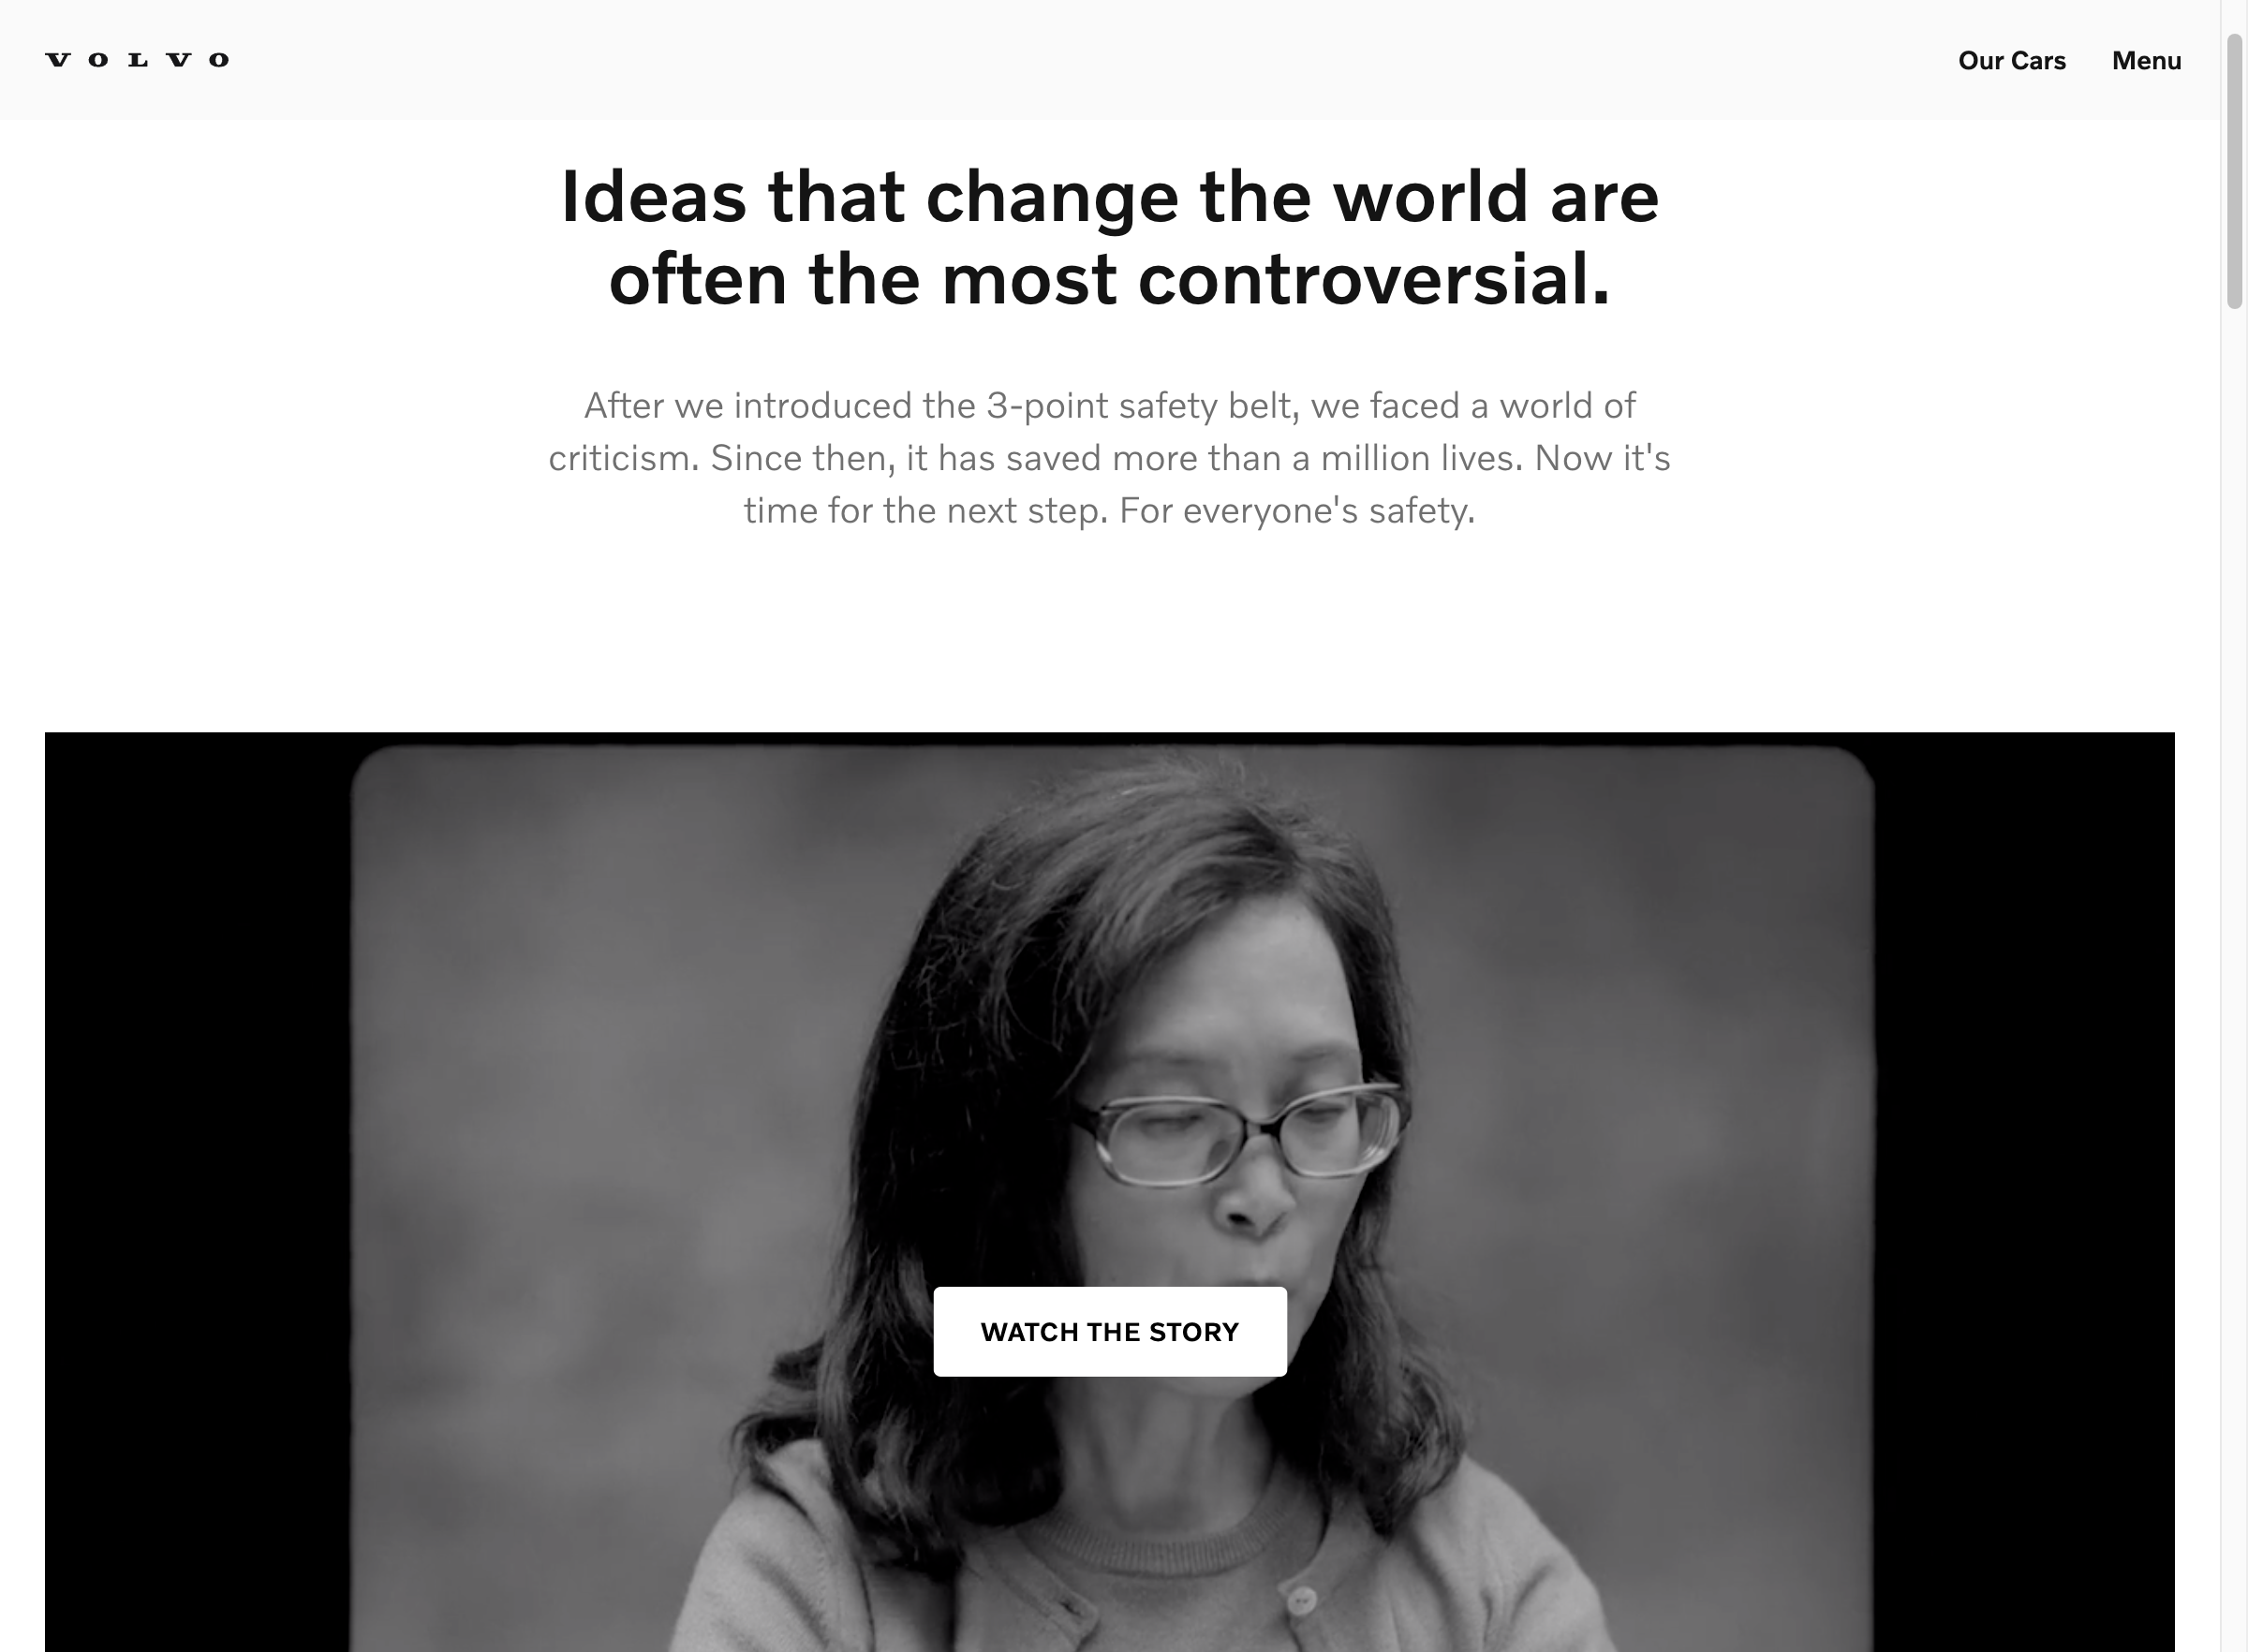 VOLVO
Our Cars
Menu
Ideas that change the world are
often the most controversial.
After we introduced the 3-point safety belt, we faced a world of
criticism. Since then, it has saved more than a million lives. Now it's
time for the next step. For everyone's safety.
WATCH THE STORY